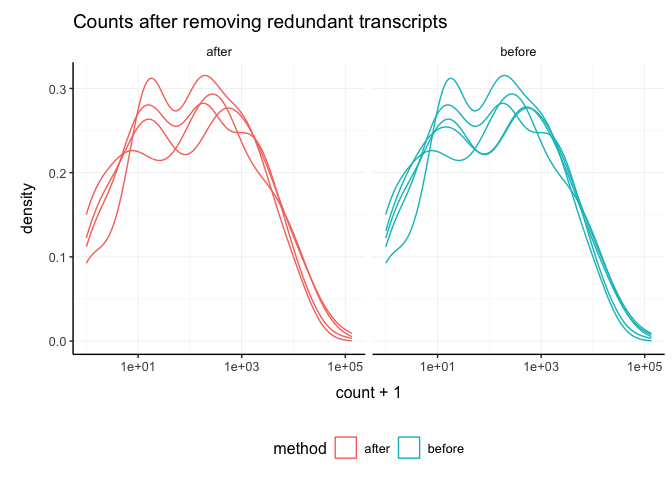 Counts after removing redundant transcripts
after before
0.3
0.2
0.1
0.0
density
1e+01 1e+03 1e+05 1e+01 1e+03 1e+05
count + 1
method after before